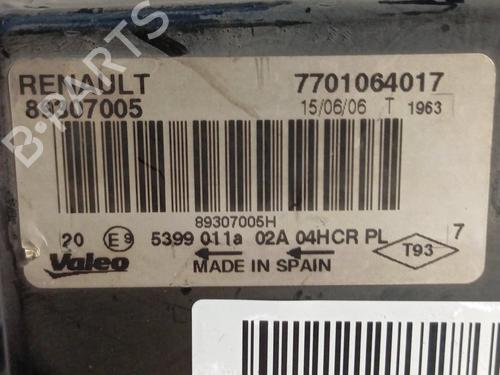 RENAULT 7701064017
89307005 15/06/06 T 1963
89307005H
20 E9 5399 011a 02A 04HCR PL 7
Valeo MADE IN SPAIN T93
B-PARTS